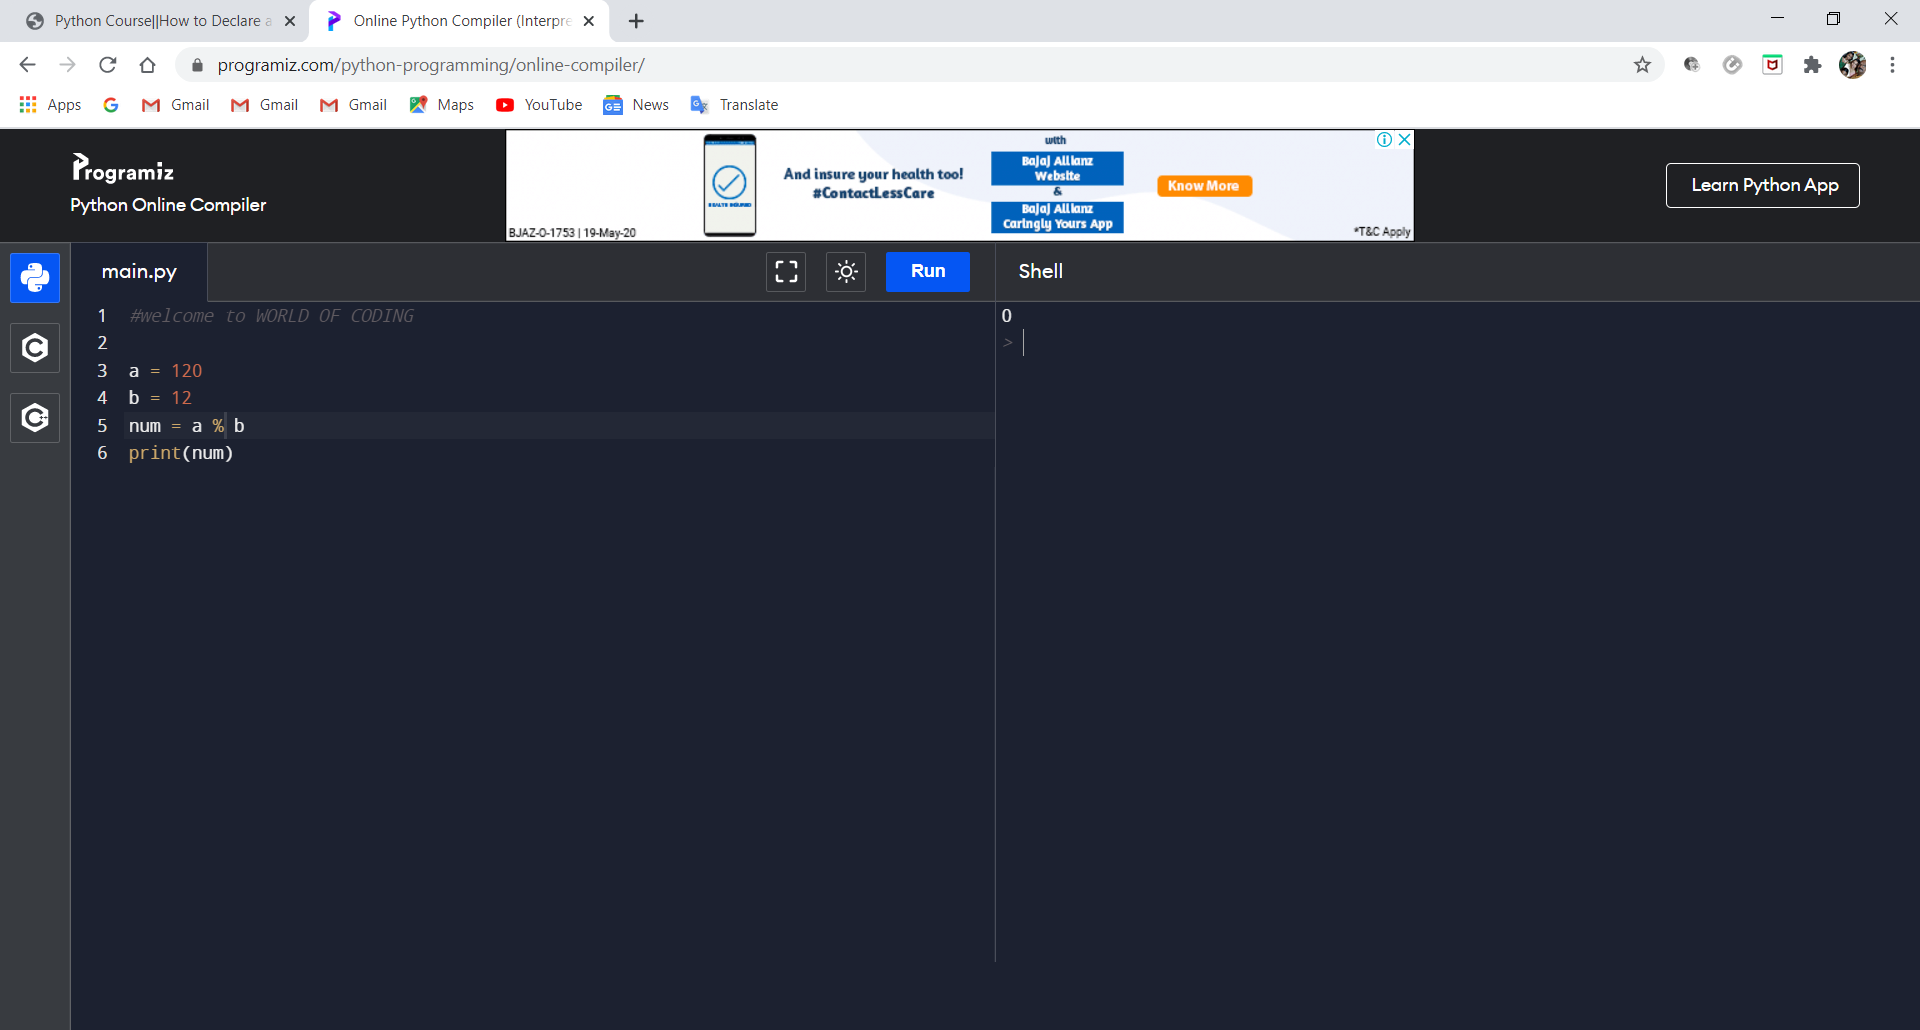 Python Course||How to Declare a
Online Python Compiler (Interpre
programiz.com/python-programming/online-compiler/
Apps
Gmail
Gmail
Gmail
Maps
YouTube
News
Translate
Programiz
Python Online Compiler
And insure your health too!
#ContactLessCare
BJAZ-O-1753 | 19-May-20
with
Bajaj Allianz
Website
&
Bajaj Allianz
Caringly Yours App
Know More
*T&C Apply
Learn Python App
main.py
Run
Shell
1 #welcome to WORLD OF CODING
2
3 a = 120
4 b = 12
5 num = a % b
6 print(num)
0
>